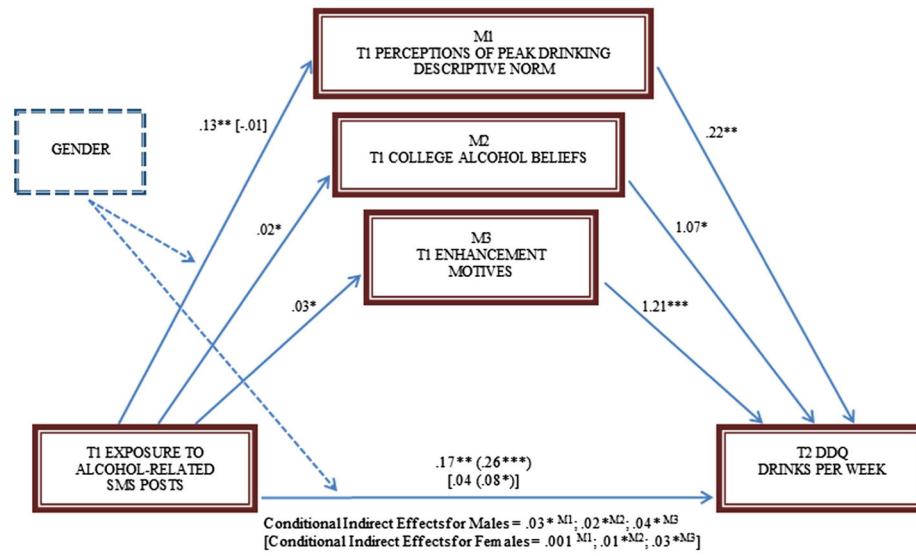 M1
T1 PERCEPTIONS OF PEAK DRINKING
DESCRIPTIVE NORM
.13** [-.01]
GENDER
.22**
M2
T1 COLLEGE ALCOHOL BELIEFS
.02*
1.07*
M3
T1 ENHANCEMENT
MOTIVES
.03*
1.21***
T1 EXPOSURE TO
ALCOHOL-RELATED
SMS POSTS
T2 DDQ
DRINKS PER WEEK
.17** (.26***)
[.04 (.08*)]
Conditional Indirect Effects for Males = .03* M1; .02*M2; .04* M3
[Conditional Indirect Effects for Females = .001 M1; .01*M2; .03*M3]